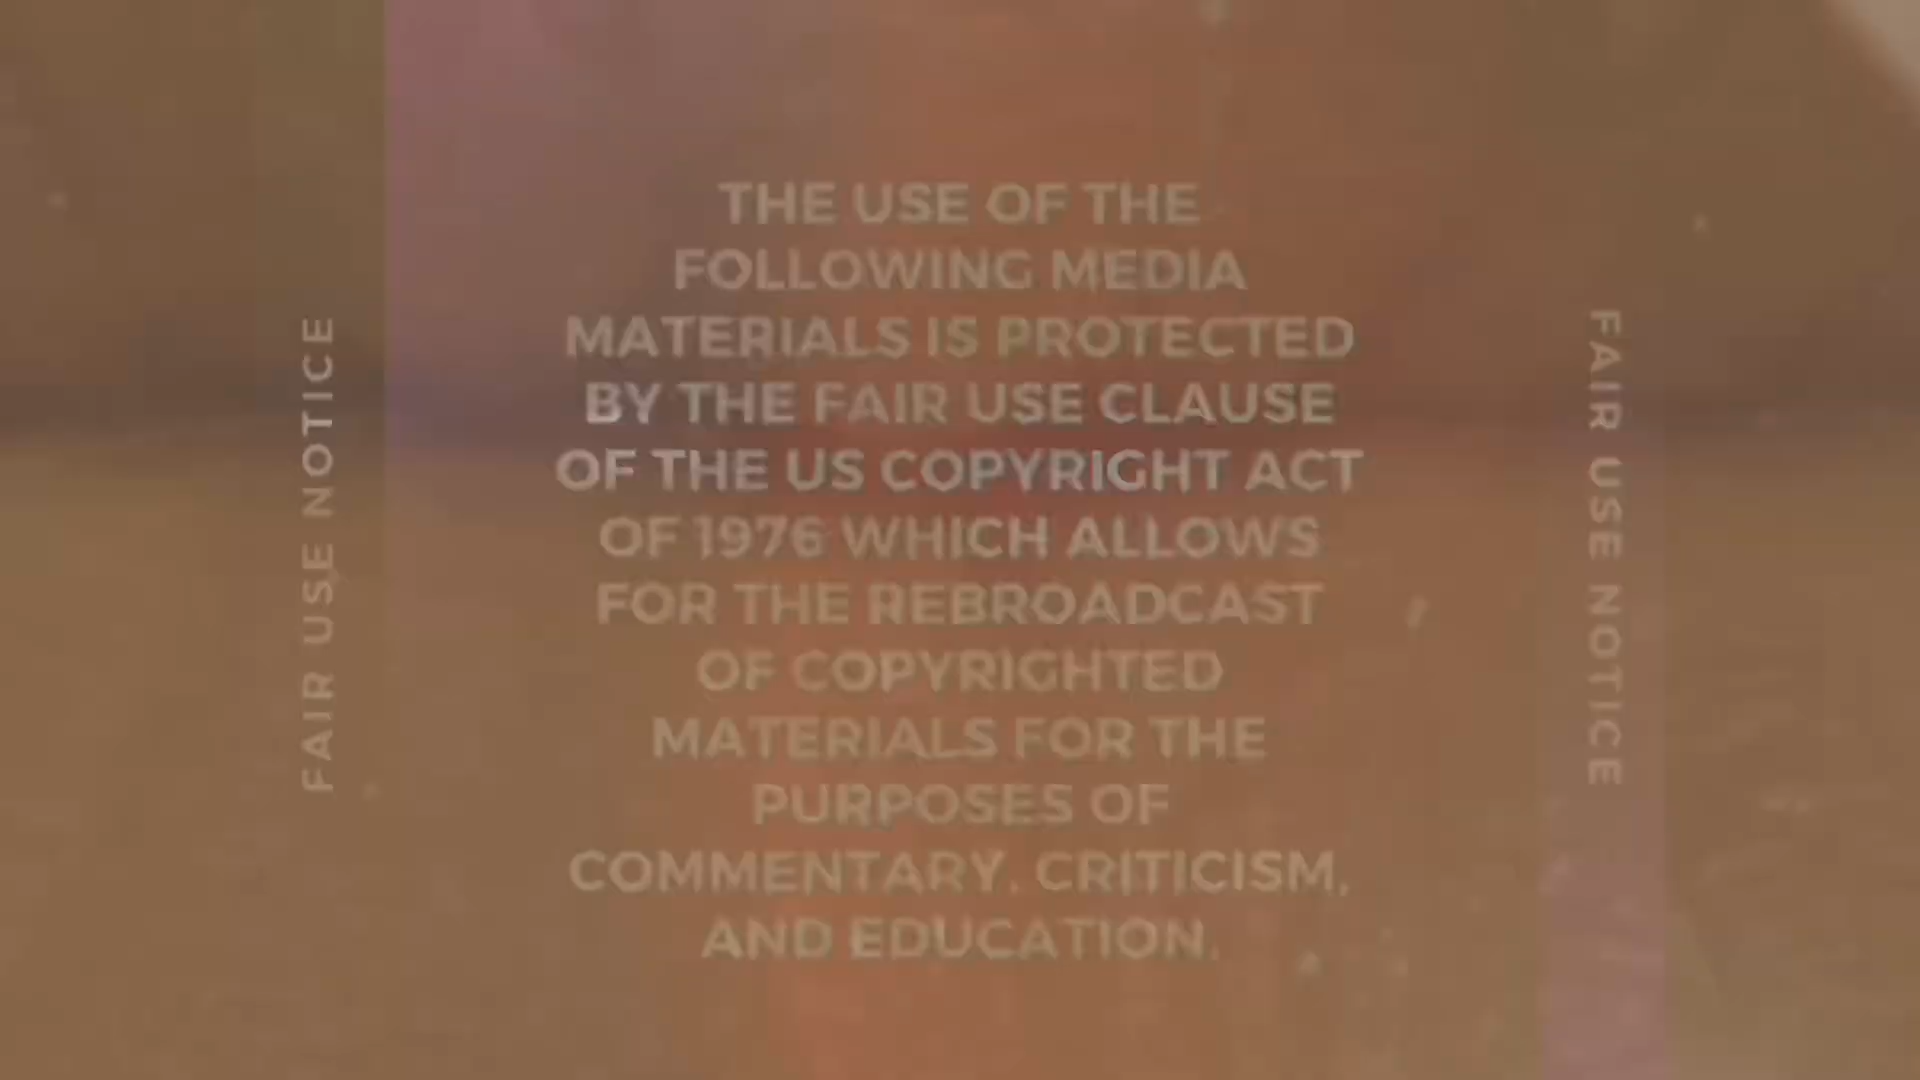 THE USE OF THE
FOLLOWING MEDIA
MATERIALS IS PROTECTED
BY THE FAIR USE CLAUSE
OF THE US COPYRIGHT ACT
OF 1976 WHICH ALLOWS
FOR THE REBROADCAST
OF COPYRIGHTED
MATERIALS FOR THE
PURPOSES OF
COMMENTARY, CRITICISM,
AND EDUCATION.
FAIR USE NOTICE
FAIR USE NOTICE